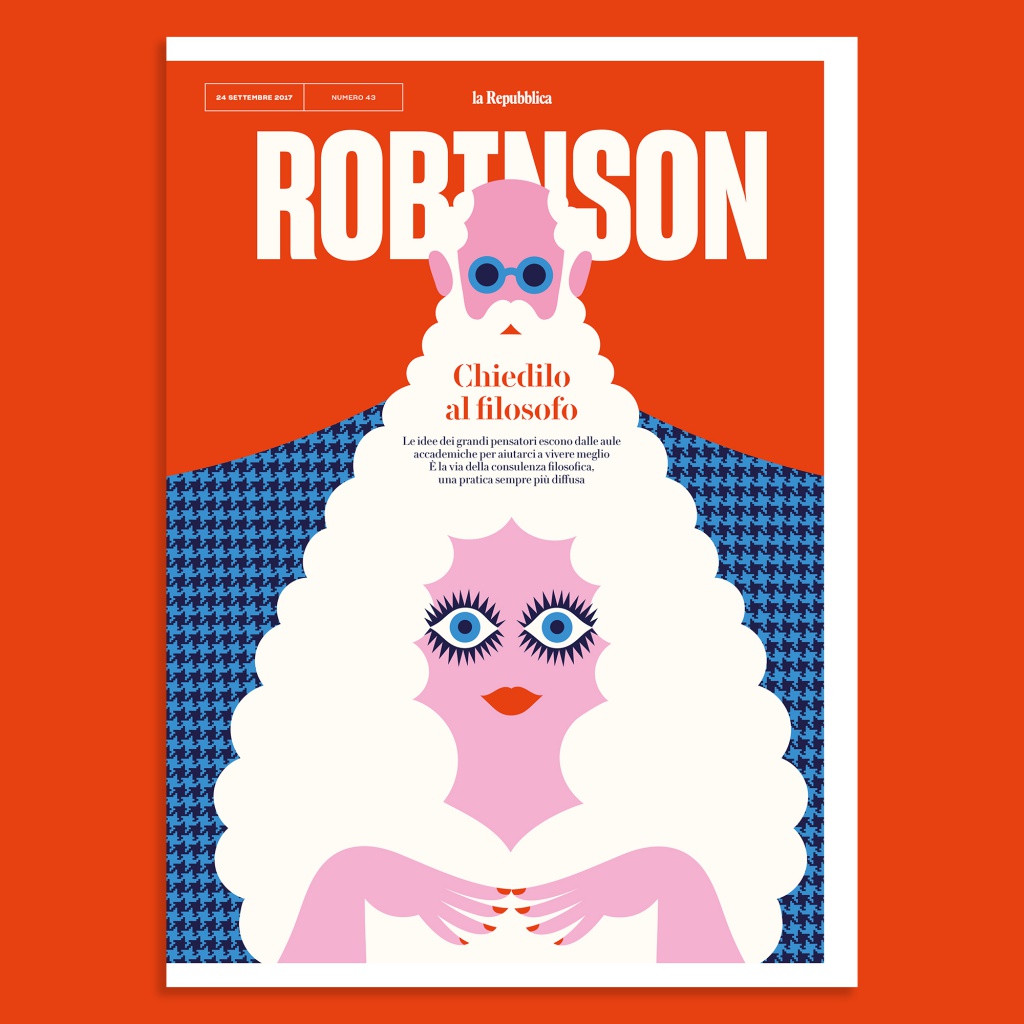 24 SETTEMBRE 2017
NUMERO 43
la Repubblica
ROBINSON
Chiedilo
al filosofo
Le idee dei grandi pensatori escono dalle aule
accademiche per aiutarci a vivere meglio
È la via della consulenza filosofica,
una pratica sempre più diffusa